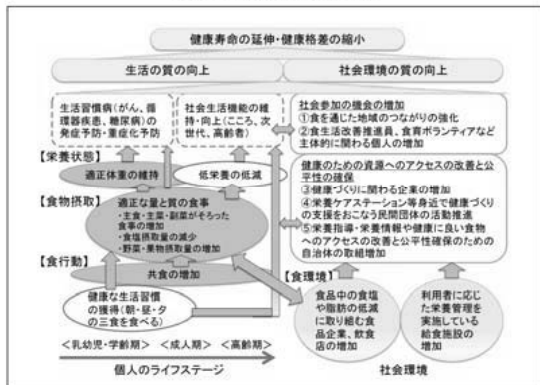 健康寿命の延伸・健康格差の縮小
生活の質の向上
社会環境の質の向上
生活習慣病(がん、循
環器疾患、糖尿病)の
発症予防・重症化予防
社会生活機能の維
持・向上(こころ、次
世代、高齢者)
社会参加の機会の増加
①食を通じた地域のつながりの強化
②食生活改善推進員、食育ボランティアなど
主体的に関わる個人の増加
【栄養状態】
適正体重の維持
低栄養の低減
健康のための資源へのアクセスの改善と公
平性の確保
③健康づくりに関わる企業の増加
④栄養ケアステーション等身近で健康づくり
の支援をおこなう民間団体の活動推進
⑤栄養指導・栄養情報や健康に良い食物
へのアクセスの改善と公平性確保のための
自治体の取組増加
【食物摂取】
適正な量と質の食事
・主食・主菜・副菜がそろった
食事の増加
・食塩摂取量の減少
・野菜・果物摂取量の増加
【食行動】
共食の増加
健康な生活習慣
の獲得(朝・昼・夕
の三食を食べる)
【食環境】
食品中の食塩
や脂肪の低減
に取り組む食
品企業、飲食
店の増加
利用者に応じ
た栄養管理を
実施している
給食施設の
増加
<乳幼児・学齢期> <成人期> <高齢期>
個人のライフステージ
社会環境